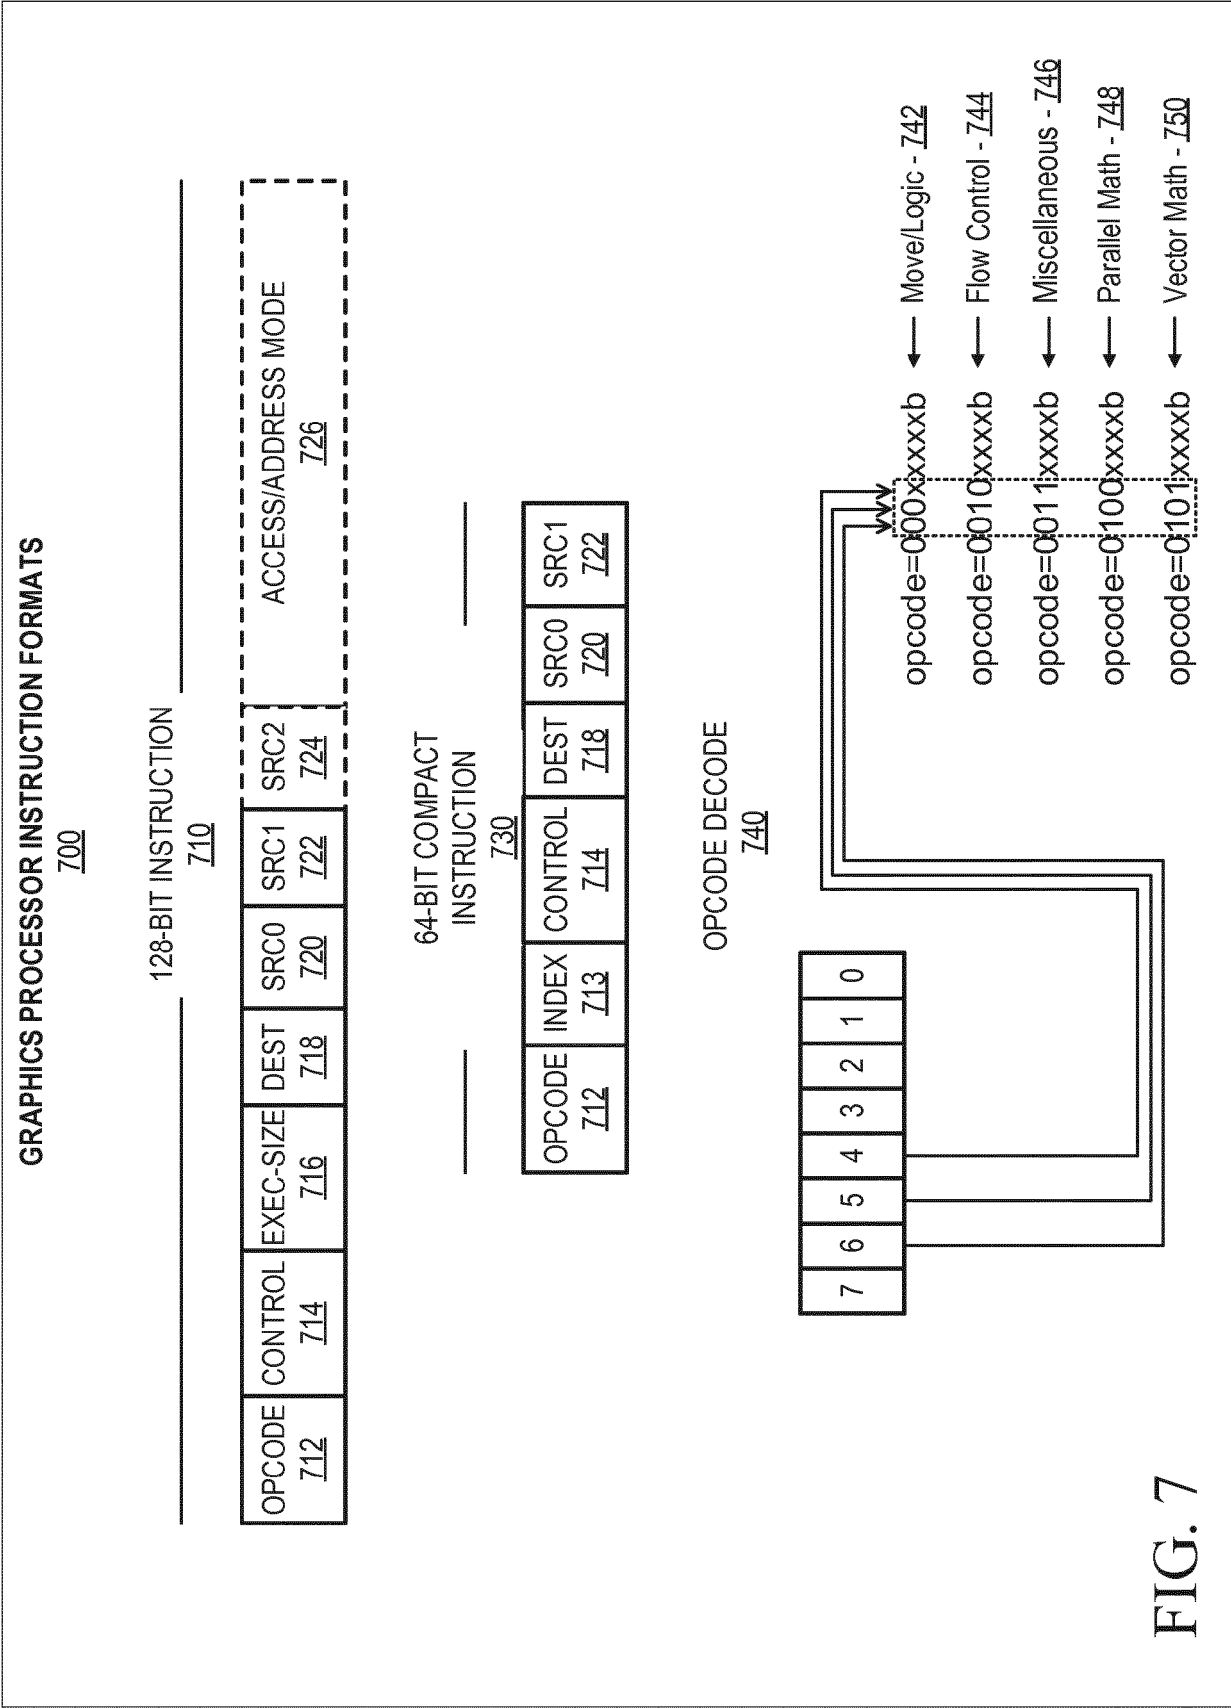 GRAPHICS PROCESSOR INSTRUCTION FORMATS
700
128-BIT INSTRUCTION
710
OPCODE CONTROL EXEC-SIZE DEST SRC0 SRC1 SRC2 ACCESS/ADDRESS MODE
712 714 716 718 720 722 724 726
64-BIT COMPACT
INSTRUCTION
730
OPCODE INDEX CONTROL DEST SRC0 SRC1
712 713 714 718 720 722
OPCODE DECODE
740
7 6 5 4 3 2 1 0
opcode=000xxxxxb Move/Logic - 742
opcode=0010xxxxb Flow Control - 744
opcode=0011xxxxb Miscellaneous - 746
opcode=0100xxxxb Parallel Math - 748
opcode=0101xxxxb Vector Math - 750
FIG. 7